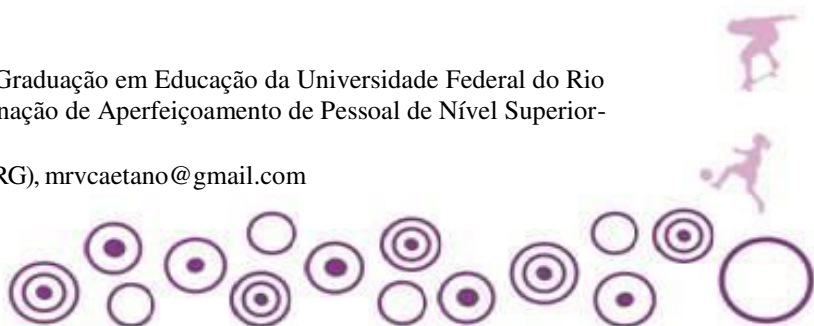 Graduação em Educação da Universidade Federal do Rio
nação de Aperfeiçoamento de Pessoal de Nível Superior-
RG), mrvcaetano@gmail.com